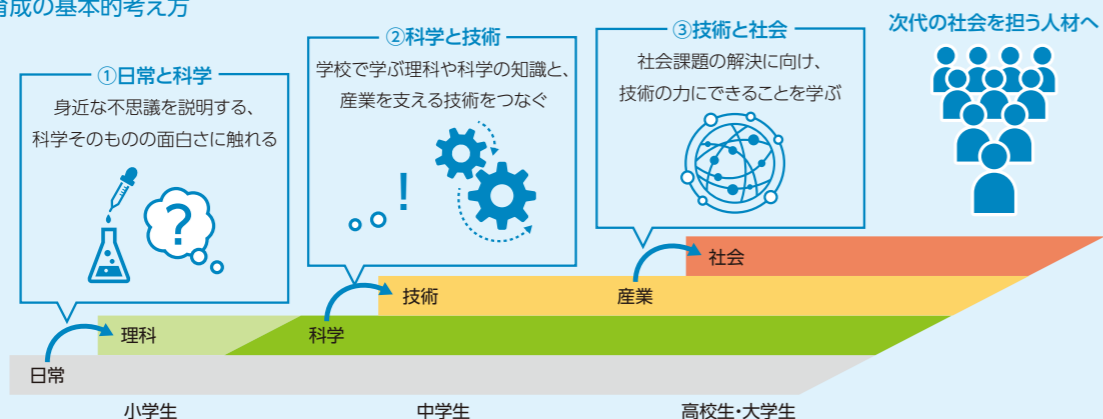 育成の基本的考え方
①日常と科学
身近な不思議を説明する、
科学そのものの面白さに触れる
?
②科学と技術
学校で学ぶ理科や科学の知識と、
産業を支える技術をつなぐ
!
③技術と社会
社会課題の解決に向け、
技術の力にできることを学ぶ
次代の社会を担う人材へ
社会
技術
産業
理科
科学
日常
小学生
中学生
高校生・大学生